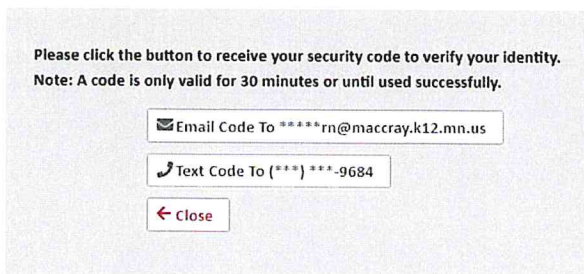 Please click the button to receive your security code to verify your identity.
Note: A code is only valid for 30 minutes or until used successfully.
Email Code To *****rn@maccray.k12.mn.us
Text Code To (***) ***-9684
Close